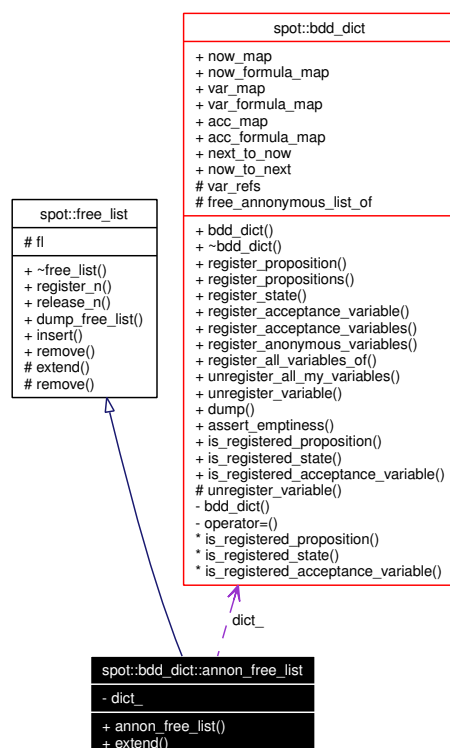 spot::bdd_dict
+ now_map
+ now_formula_map
+ var_map
+ var_formula_map
+ acc_map
+ acc_formula_map
+ next_to_now
+ now_to_next
# var_refs
# free_annonymous_list_of
+ bdd_dict()
+ ~bdd_dict()
+ register_proposition()
+ register_propositions()
+ register_state()
+ register_acceptance_variable()
+ register_acceptance_variables()
+ register_anonymous_variables()
+ register_all_variables_of()
+ unregister_all_my_variables()
+ unregister_variable()
+ dump()
+ assert_emptiness()
+ is_registered_proposition()
+ is_registered_state()
+ is_registered_acceptance_variable()
# unregister_variable()
- bdd_dict()
- operator=()
* is_registered_proposition()
* is_registered_state()
* is_registered_acceptance_variable()
spot::free_list
# fl
+ ~free_list()
+ register_n()
+ release_n()
+ dump_free_list()
+ insert()
+ remove()
# extend()
# remove()
dict_
spot::bdd_dict::annon_free_list
- dict_
+ annon_free_list()
+ extend()